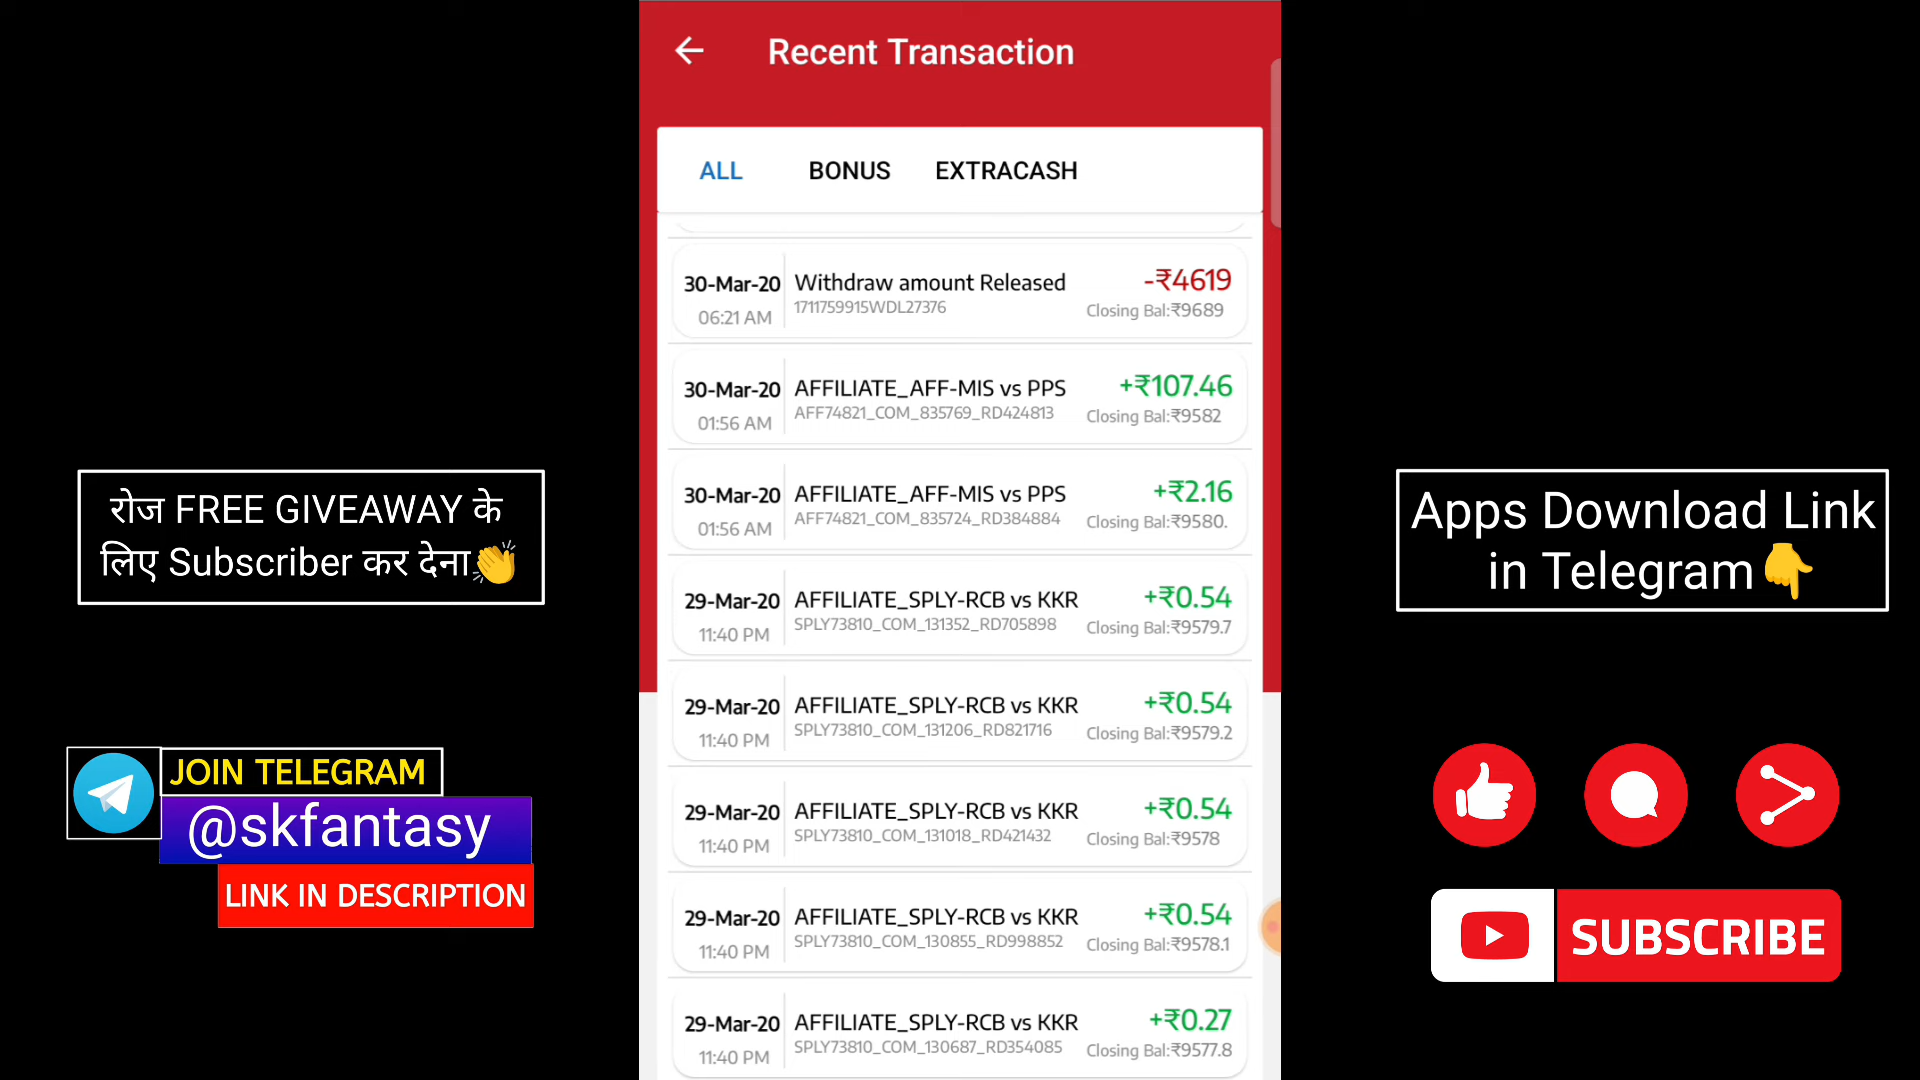 Recent Transaction
ALL BONUS EXTRACASH
30-Mar-20 Withdraw amount Released -₹4619
06:21 AM 1711759915WDL27376 Closing Bal:₹9689
30-Mar-20 AFFILIATE_AFF-MIS vs PPS +₹107.46
01:56 AM AFF74821_COM_835769_RD424813 Closing Bal:₹9582
30-Mar-20 AFFILIATE_AFF-MIS vs PPS +₹2.16
01:56 AM AFF74821_COM_835724_RD384884 Closing Bal:₹9580.
29-Mar-20 AFFILIATE_SPLY-RCB vs KKR +₹0.54
11:40 PM SPLY73810_COM_131352_RD705898 Closing Bal:₹9579.7
29-Mar-20 AFFILIATE_SPLY-RCB vs KKR +₹0.54
11:40 PM SPLY73810_COM_131206_RD821716 Closing Bal:₹9579.2
29-Mar-20 AFFILIATE_SPLY-RCB vs KKR +₹0.54
11:40 PM SPLY73810_COM_131018_RD421432 Closing Bal:₹9578
29-Mar-20 AFFILIATE_SPLY-RCB vs KKR +₹0.54
11:40 PM SPLY73810_COM_130855_RD998852 Closing Bal:₹9578.1
29-Mar-20 AFFILIATE_SPLY-RCB vs KKR +₹0.27
11:40 PM SPLY73810_COM_130687_RD354085 Closing Bal:₹9577.8
रोज FREE GIVEAWAY के
लिए Subscriber कर देना👏
JOIN TELEGRAM
@skfantasy
LINK IN DESCRIPTION
Apps Download Link
in Telegram👇
SUBSCRIBE